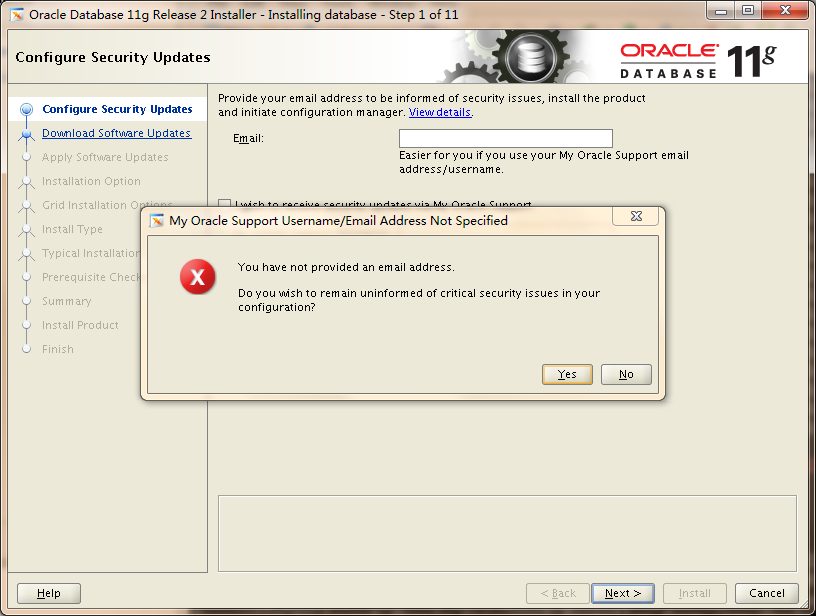 Oracle Database 11g Release 2 Installer - Installing database - Step 1 of 11
Configure Security Updates
ORACLE
DATABASE
11g
Configure Security Updates
Download Software Updates
Apply Software Updates
Installation Option
Grid Installation Options
Install Type
Typical Installation
Prerequisite Check
Summary
Install Product
Finish
Provide your email address to be informed of security issues, install the product
and initiate configuration manager. View details.
Email:
Easier for you if you use your My Oracle Support email
address/username.
I wish to receive security updates via My Oracle Support
My Oracle Support Username/Email Address Not Specified
You have not provided an email address.
Do you wish to remain uninformed of critical security issues in your
configuration?
Yes
No
Help
< Back
Next >
Install
Cancel